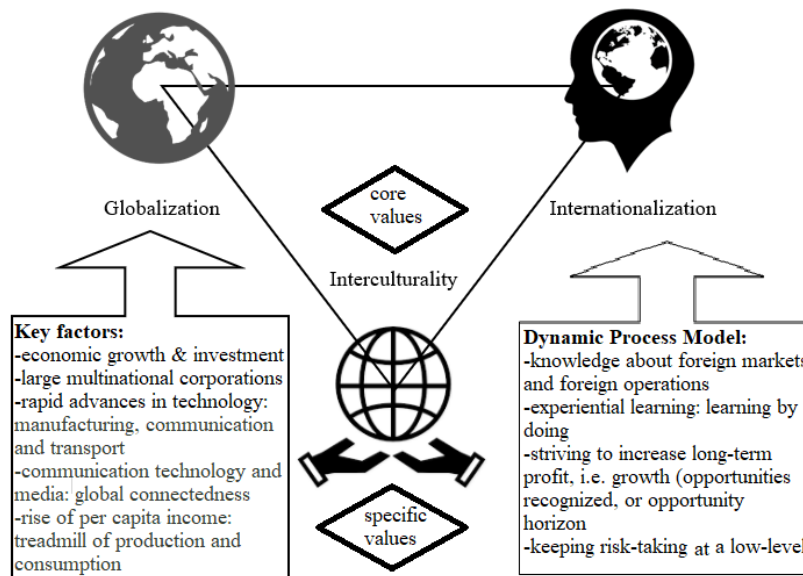 core
values
Globalization
Internationalization
Interculturality
Key factors:
-economic growth & investment
-large multinational corporations
-rapid advances in technology:
manufacturing, communication
and transport
-communication technology and
media: global connectedness
-rise of per capita income:
treadmill of production and
consumption
Dynamic Process Model:
-knowledge about foreign markets
and foreign operations
-experiential learning: learning by
doing
-striving to increase long-term
profit, i.e. growth (opportunities
recognized, or opportunity
horizon
-keeping risk-taking at a low-level
specific
values